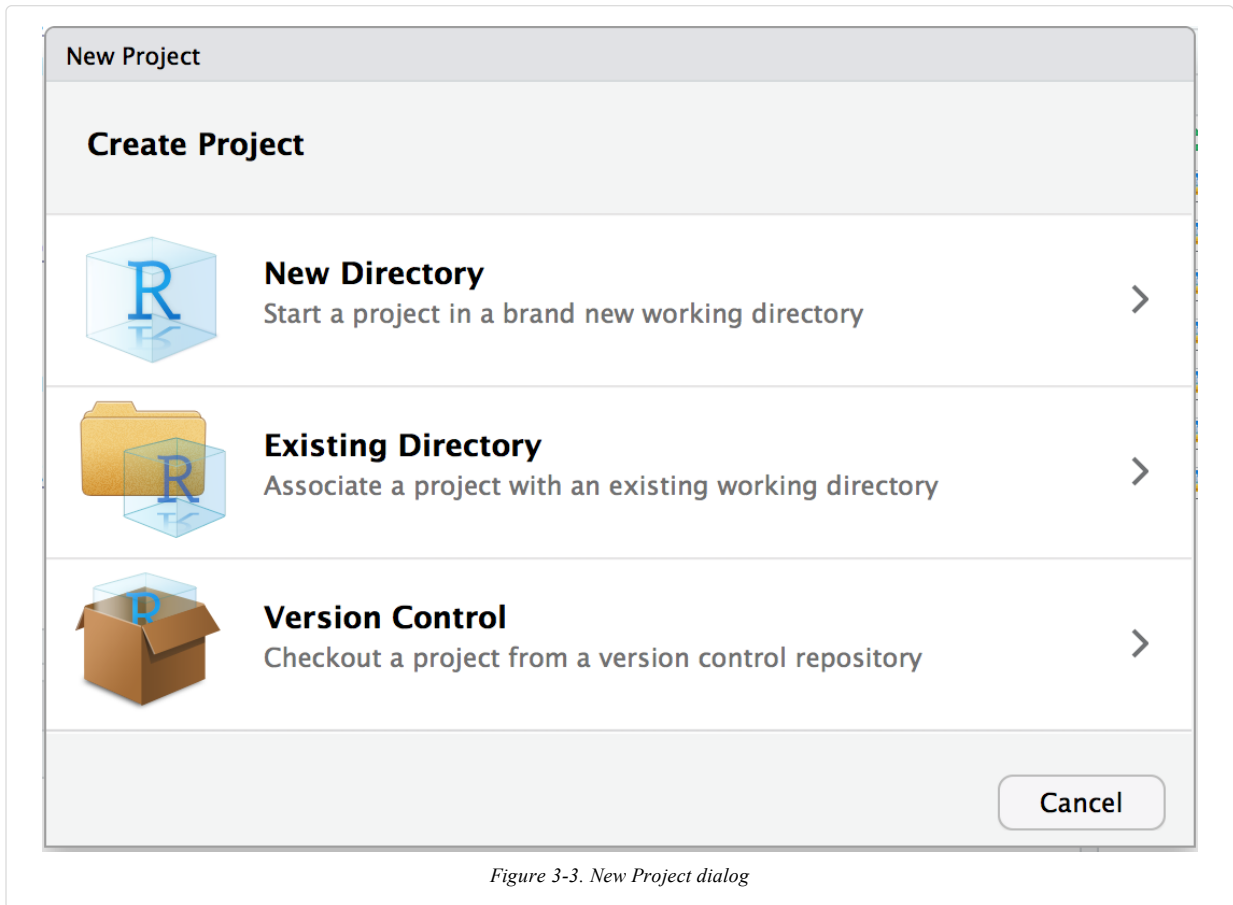 New Project
Create Project
R
New Directory
Start a project in a brand new working directory
R
Existing Directory
Associate a project with an existing working directory
R
Version Control
Checkout a project from a version control repository
Cancel
Figure 3-3. New Project dialog